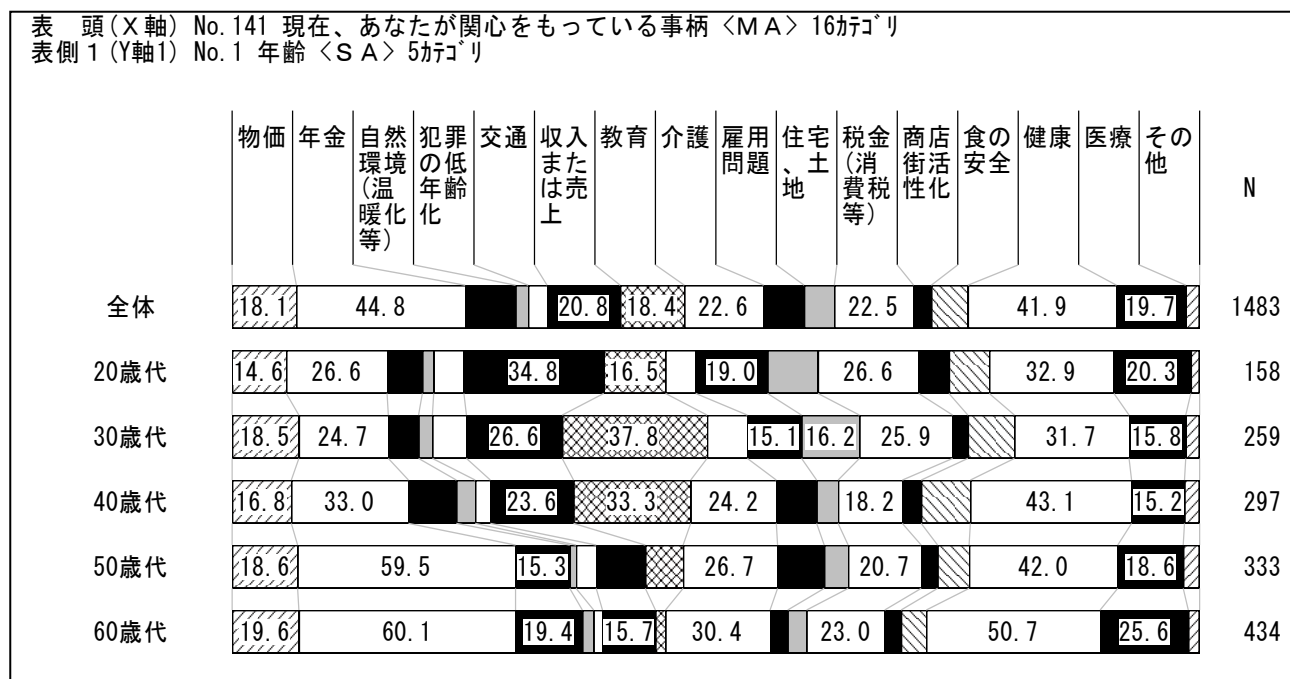 表　頭(X軸) No.141 現在、あなたが関心をもっている事柄 <MA> 16ｶﾃｺﾞﾘ
表側1(Y軸1) No.1 年齢 <SA> 5ｶﾃｺﾞﾘ
物価
年金
自然環境(温暖化等)
犯罪の低年齢化
交通
収入または売上
教育
介護
雇用問題
住宅、土地
税金(消費税等)
商店街活性化
食の安全
健康
医療
その他
N
全体 18.1 44.8 20.8 18.4 22.6 22.5 41.9 19.7 1483
20歳代 14.6 26.6 34.8 16.5 19.0 26.6 32.9 20.3 158
30歳代 18.5 24.7 26.6 37.8 15.1 16.2 25.9 31.7 15.8 259
40歳代 16.8 33.0 23.6 33.3 24.2 18.2 43.1 15.2 297
50歳代 18.6 59.5 15.3 26.7 20.7 42.0 18.6 333
60歳代 19.6 60.1 19.4 15.7 30.4 23.0 50.7 25.6 434